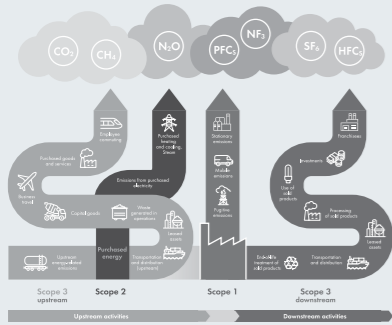 CO₂
CH₄
N₂O
PFCs
NF₃
SF₆
HFCs
Employee
commuting
Purchased
heating
and cooling,
Steam
Stationary
emissions
Franchises
Purchased goods
and services
Investment
Emissions from purchased
electricity
Mobile
emissions
Business
travel
Use of
sold
products
Capital goods
Waste
generated in
operations
Fugitive
emissions
Processing
of sold products
Leased
assets
Leased
assets
Purchased
energy
Upstream
energy-related emissions
Transportation
and distribution
(upstream)
End-of-life
treatment of
sold products
Transportation
and distribution
Scope 3
upstream
Scope 2
Scope 1
Scope 3
downstream
Upstream activities
Downstream activities